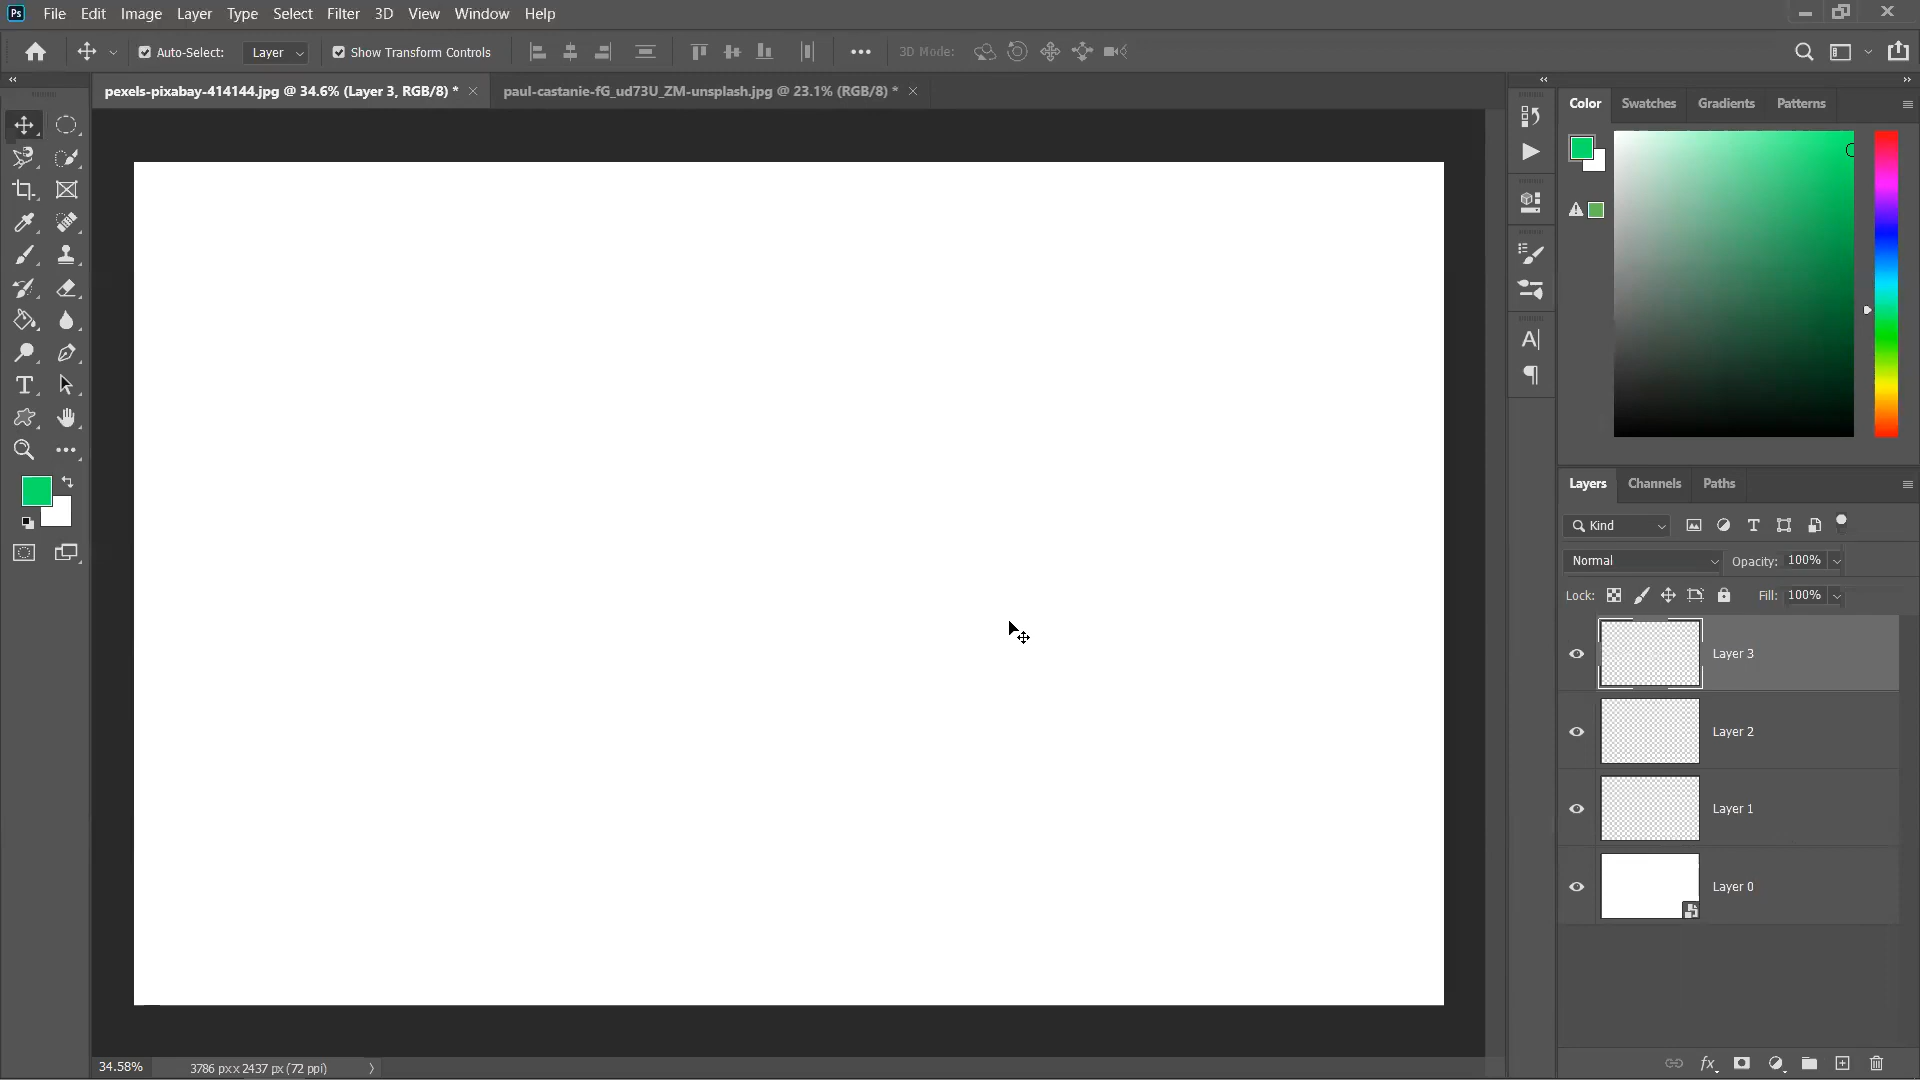 Ps File Edit Image Layer Type Select Filter 3D View Window Help
Auto-Select: Layer Show Transform Controls 3D Mode:
pexels-pixabay-414144.jpg @ 34.6% (Layer 3, RGB/8) * paul-castanie-fG_ud73U_ZM-unsplash.jpg @ 23.1% (RGB/8) *
Color Swatches Gradients Patterns
Layers Channels Paths
Kind
Normal Opacity: 100%
Lock: Fill: 100%
Layer 3
Layer 2
Layer 1
Layer 0
34.58% 3786 px x 2437 px (72 ppi)